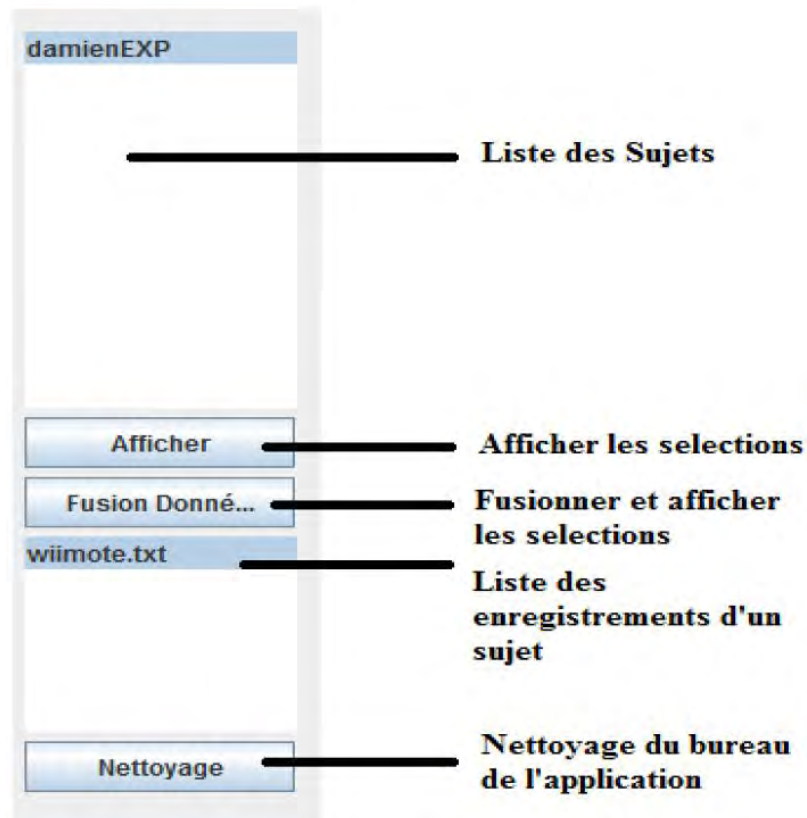 damienEXP
Liste des Sujets
Afficher
Afficher les selections
Fusion Donné...
Fusionner et afficher
les selections
wiimote.txt
Liste des
enregistrements d'un
sujet
Nettoyage
Nettoyage du bureau
de l'application